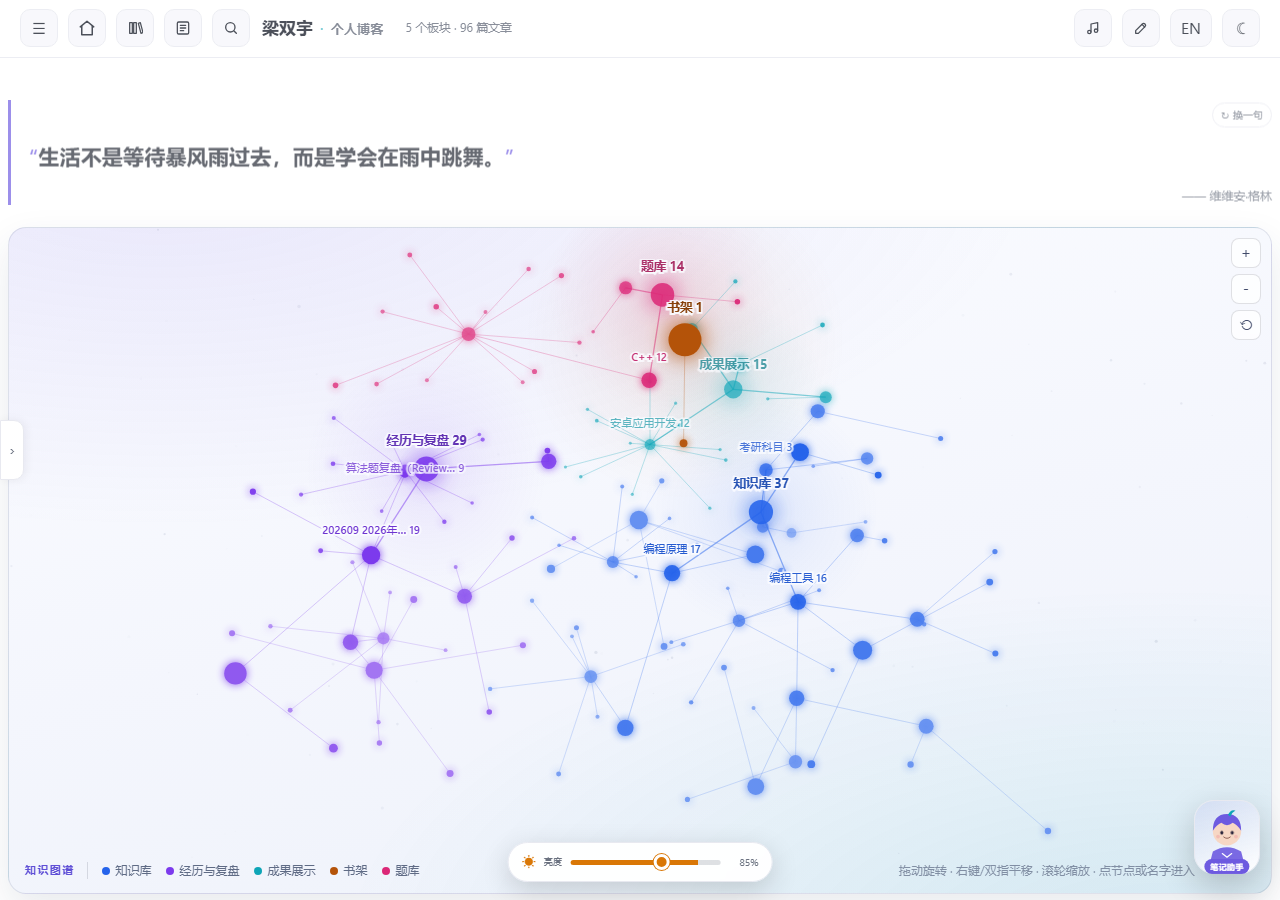 梁双宇 · 个人博客 5 个板块 · 96 篇文章
EN
↻ 换一句
“生活不是等待暴风雨过去，而是学会在雨中跳舞。”
—— 维维安·格林
+
-
题库 14
书架 1
C++ 12
成果展示 15
安卓应用开发 12
经历与复盘 29
算法题复盘 (Review... 9
考研科目 3
知识库 37
202609 2026年... 19
编程原理 17
编程工具 16
知识图谱 知识库 经历与复盘 成果展示 书架 题库
亮度 85%
拖动旋转 · 右键/双指平移 · 滚轮缩放 · 点节点或名字进入
笔记助手